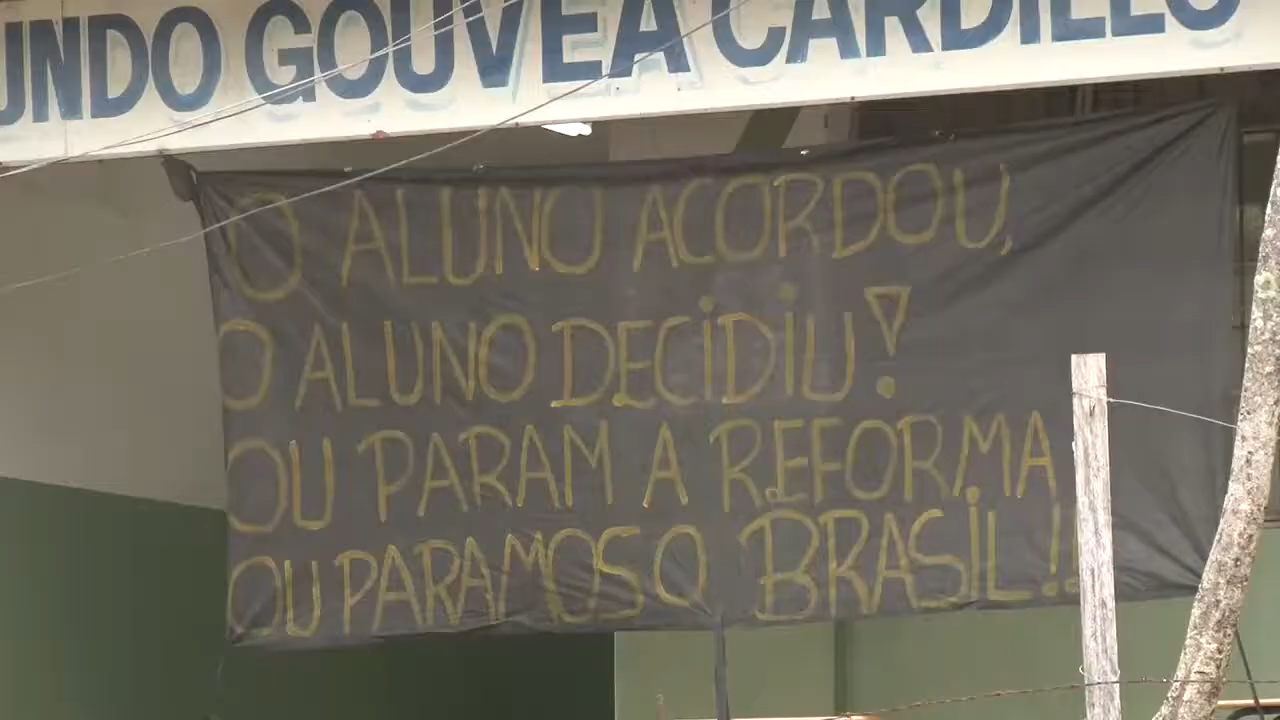 UNDO GOUVEA CARDILLO
O ALUNO ACORDOU,
O ALUNO DECIDIU!
OU PARAM A REFORMA
OU PARAMOS O BRASIL!!